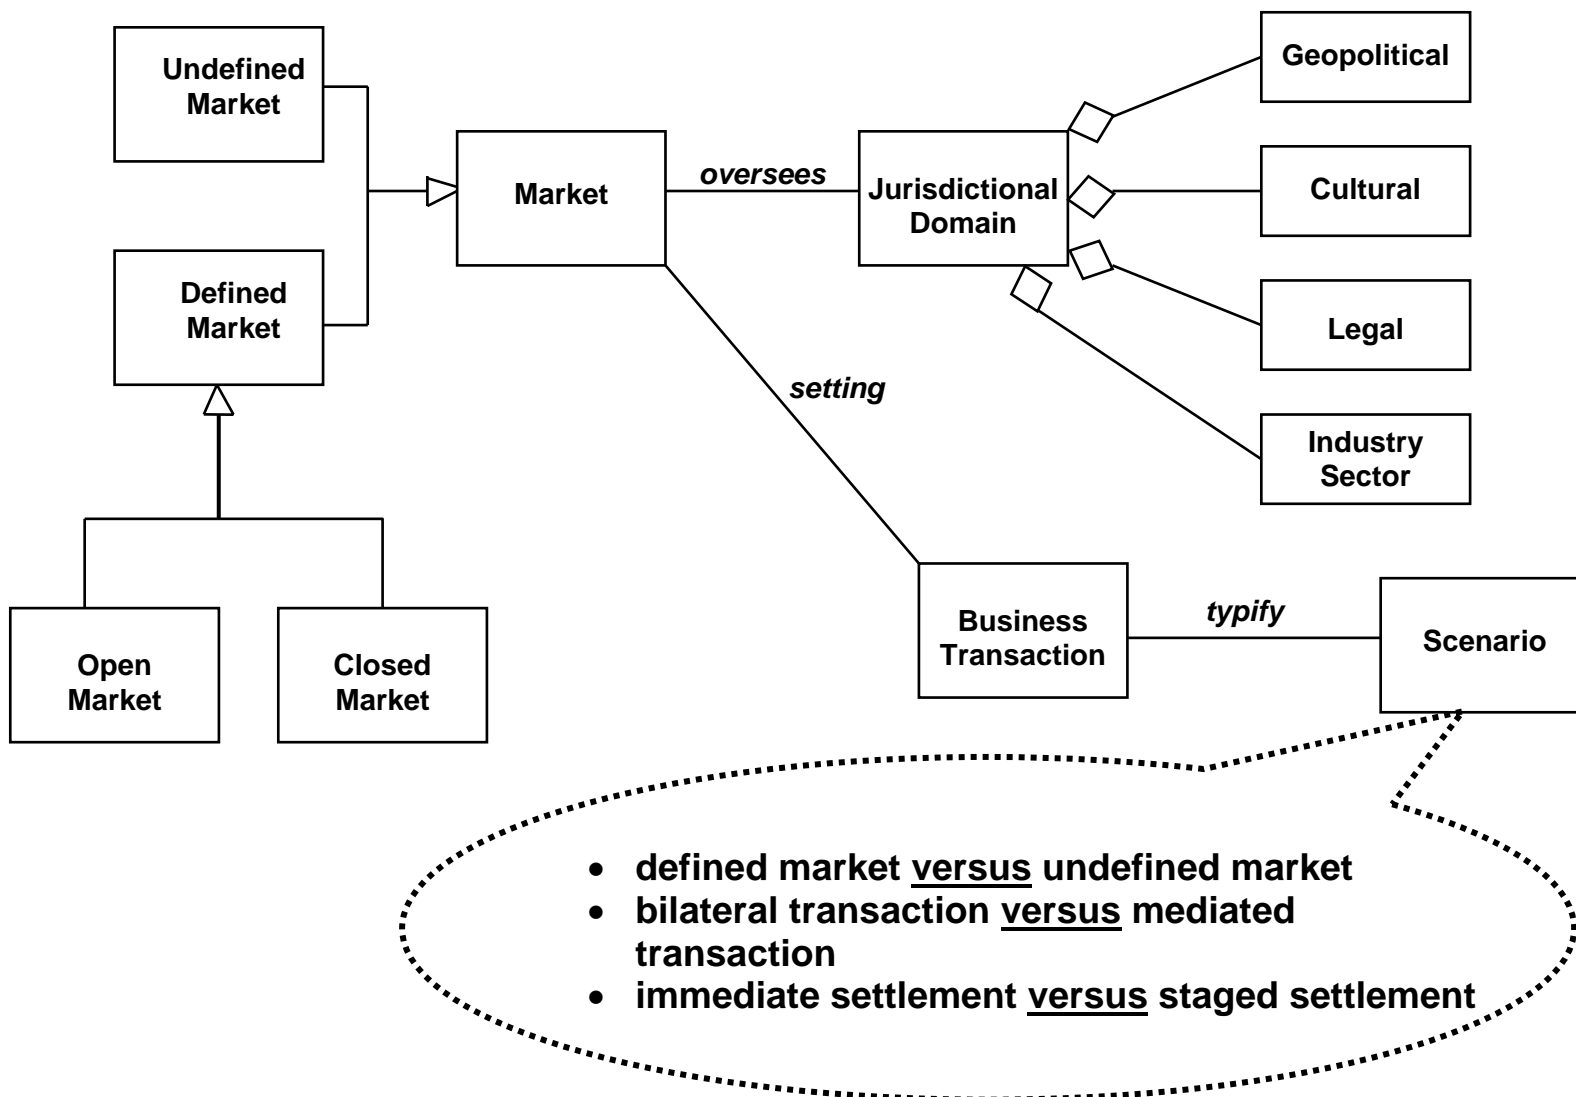 Undefined
Market
Defined
Market
Open
Market
Closed
Market
Market
oversees
Jurisdictional
Domain
Geopolitical
Cultural
Legal
Industry
Sector
setting
Business
Transaction
typify
Scenario
• defined market versus undefined market
• bilateral transaction versus mediated
transaction
• immediate settlement versus staged settlement